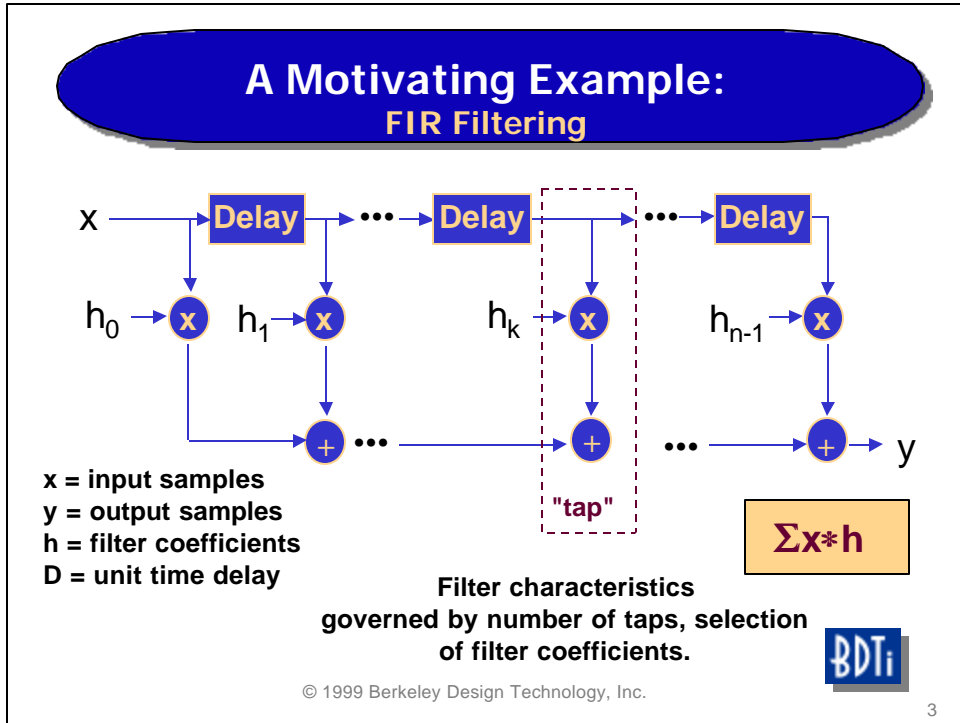 A Motivating Example:
FIR Filtering
x Delay ••• Delay ••• Delay
h₀ x h₁ x hₖ x hₙ₋₁ x
+ ••• + ••• + y
x = input samples
y = output samples
h = filter coefficients
D = unit time delay
"tap"
Σx*h
Filter characteristics
governed by number of taps, selection
of filter coefficients.
BDTi
© 1999 Berkeley Design Technology, Inc.
3